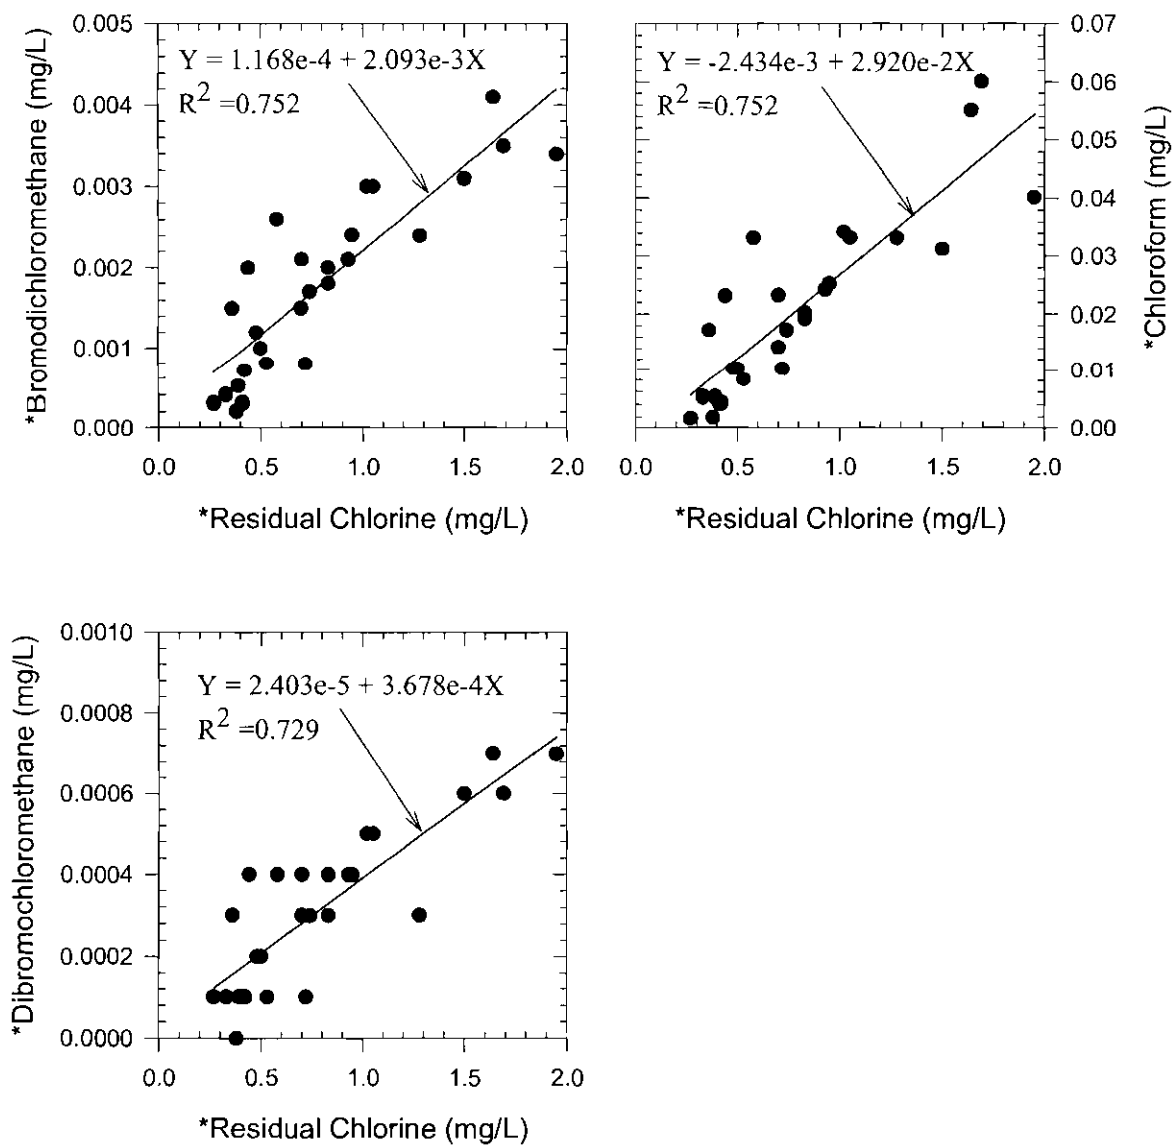 *Bromodichloromethane (mg/L)
0.005
0.004
0.003
0.002
0.001
0.000
Y = 1.168e-4 + 2.093e-3X
R² =0.752
0.0 0.5 1.0 1.5 2.0
*Residual Chlorine (mg/L)
Y = -2.434e-3 + 2.920e-2X
R² =0.752
0.07
0.06
0.05
0.04
0.03
0.02
0.01
0.00
*Chloroform (mg/L)
0.0 0.5 1.0 1.5 2.0
*Residual Chlorine (mg/L)
*Dibromochloromethane (mg/L)
0.0010
0.0008
0.0006
0.0004
0.0002
0.0000
Y = 2.403e-5 + 3.678e-4X
R² =0.729
0.0 0.5 1.0 1.5 2.0
*Residual Chlorine (mg/L)